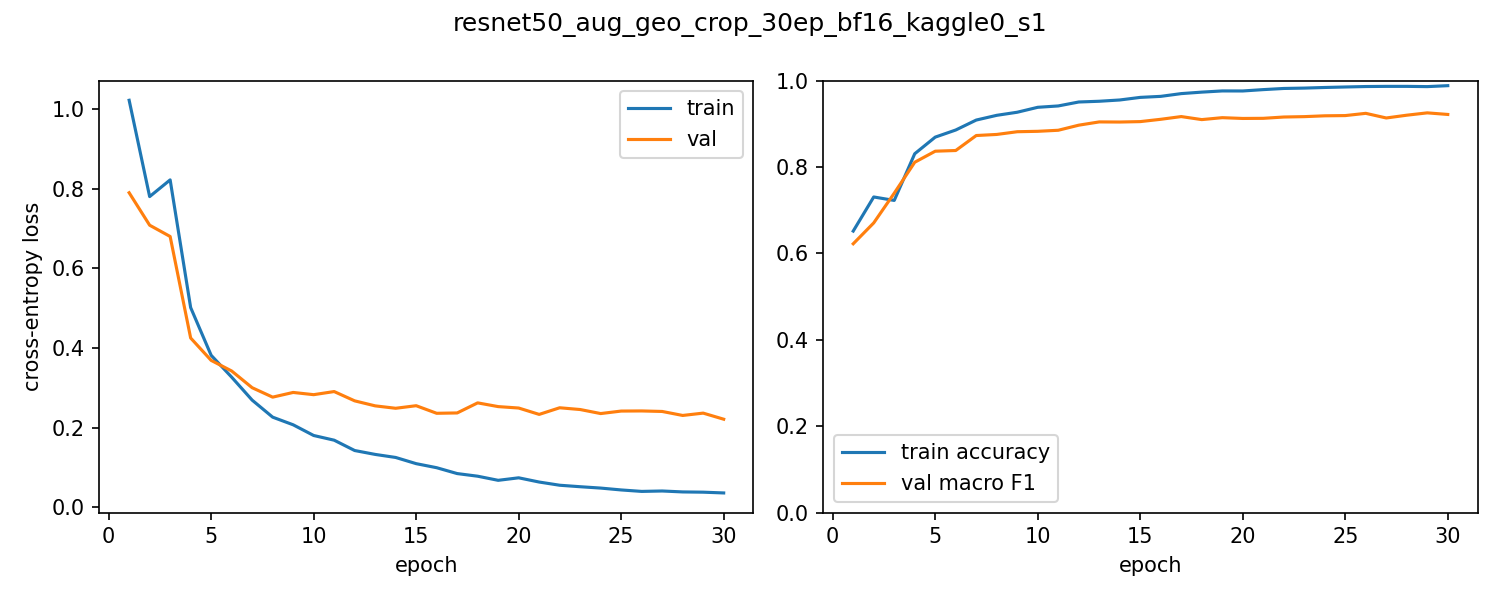 resnet50_aug_geo_crop_30ep_bf16_kaggle0_s1
cross-entropy loss
1.0
0.8
0.6
0.4
0.2
0.0
train
val
0 5 10 15 20 25 30
epoch
1.0
0.8
0.6
0.4
0.2
0.0
train accuracy
val macro F1
0 5 10 15 20 25 30
epoch